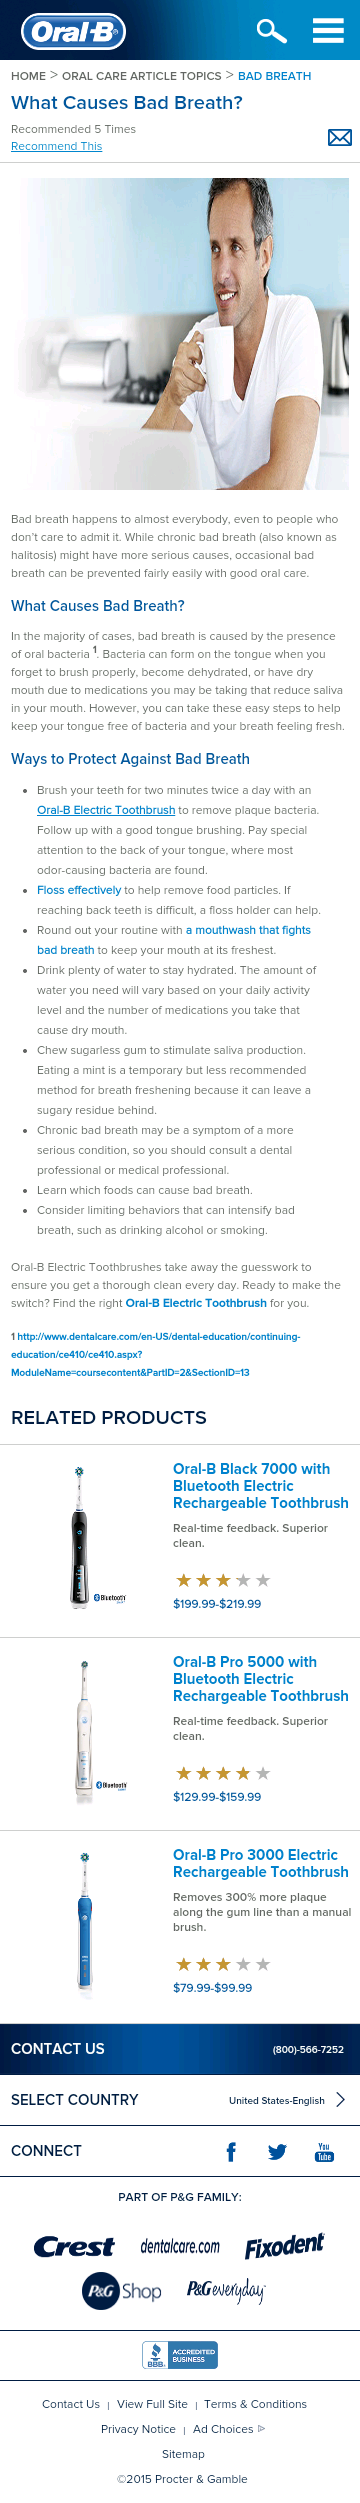 Oral-B
HOME > ORAL CARE ARTICLE TOPICS > BAD BREATH
What Causes Bad Breath?
Recommended 5 Times
Recommend This
Bad breath happens to almost everybody, even to people who
don't care to admit it. While chronic bad breath (also known as
halitosis) might have more serious causes, occasional bad
breath can be prevented fairly easily with good oral care.
What Causes Bad Breath?
In the majority of cases, bad breath is caused by the presence
of oral bacteria 1. Bacteria can form on the tongue when you
forget to brush properly, become dehydrated, or have dry
mouth due to medications you may be taking that reduce saliva
in your mouth. However, you can take these easy steps to help
keep your tongue free of bacteria and your breath feeling fresh.
Ways to Protect Against Bad Breath
• Brush your teeth for two minutes twice a day with an
Oral-B Electric Toothbrush to remove plaque bacteria.
Follow up with a good tongue brushing. Pay special
attention to the back of your tongue, where most
odor-causing bacteria are found.
• Floss effectively to help remove food particles. If
reaching back teeth is difficult, a floss holder can help.
• Round out your routine with a mouthwash that fights
bad breath to keep your mouth at its freshest.
• Drink plenty of water to stay hydrated. The amount of
water you need will vary based on your daily activity
level and the number of medications you take that
cause dry mouth.
• Chew sugarless gum to stimulate saliva production.
Eating a mint is a temporary but less recommended
method for breath freshening because it can leave a
sugary residue behind.
• Chronic bad breath may be a symptom of a more
serious condition, so you should consult a dental
professional or medical professional.
• Learn which foods can cause bad breath.
• Consider limiting behaviors that can intensify bad
breath, such as drinking alcohol or smoking.
Oral-B Electric Toothbrushes take away the guesswork to
ensure you get a thorough clean every day. Ready to make the
switch? Find the right Oral-B Electric Toothbrush for you.
1 http://www.dentalcare.com/en-US/dental-education/continuing-
education/ce410/ce410.aspx?
ModuleName=coursecontent&PartID=2&SectionID=13
RELATED PRODUCTS
Oral-B Black 7000 with
Bluetooth Electric
Rechargeable Toothbrush
Real-time feedback. Superior
clean.
Bluetooth
$199.99-$219.99
Oral-B Pro 5000 with
Bluetooth Electric
Rechargeable Toothbrush
Real-time feedback. Superior
clean.
Bluetooth
$129.99-$159.99
Oral-B Pro 3000 Electric
Rechargeable Toothbrush
Removes 300% more plaque
along the gum line than a manual
brush.
$79.99-$99.99
CONTACT US (800)-566-7252
SELECT COUNTRY United States-English
CONNECT You Tube
PART OF P&G FAMILY:
Crest dentalcare.com Fixodent
P&G Shop P&G everyday
BBB ACCREDITED
BUSINESS
Contact Us | View Full Site | Terms & Conditions
Privacy Notice | Ad Choices
Sitemap
©2015 Procter & Gamble